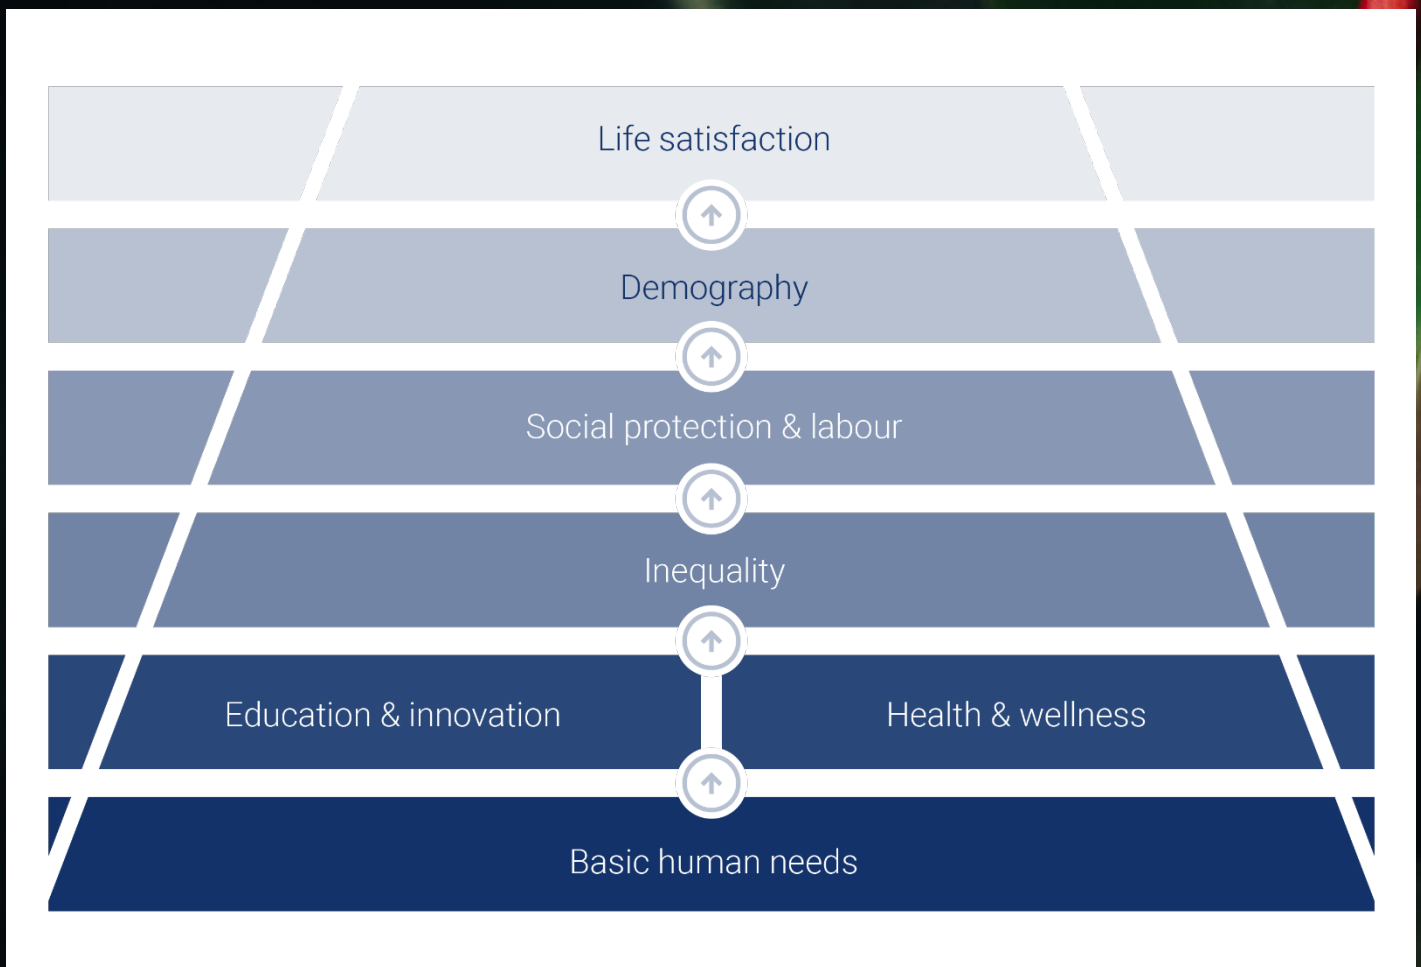 Life satisfaction
Demography
Social protection & labour
Inequality
Education & innovation
Health & wellness
Basic human needs